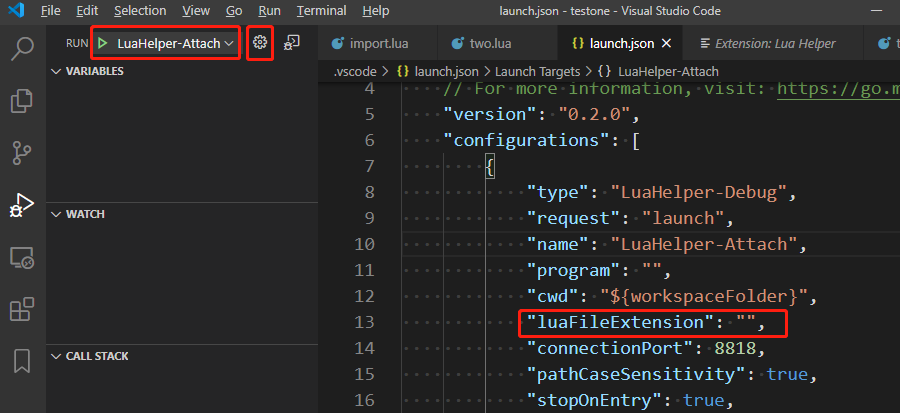 File Edit Selection View Go Run Terminal Help launch.json - testone - Visual Studio Code
RUN LuaHelper-Attach
import.lua two.lua {} launch.json Extension: Lua Helper
.vscode > {} launch.json > Launch Targets > {} LuaHelper-Attach
VARIABLES
WATCH
CALL STACK
4 // For more information, visit: https://go.m
5 "version": "0.2.0",
6 "configurations": [
7 {
8 "type": "LuaHelper-Debug",
9 "request": "launch",
10 "name": "LuaHelper-Attach",
11 "program": "",
12 "cwd": "${workspaceFolder}",
13 "luaFileExtension": "",
14 "connectionPort": 8818,
15 "pathCaseSensitivity": true,
16 "stopOnEntry": true,